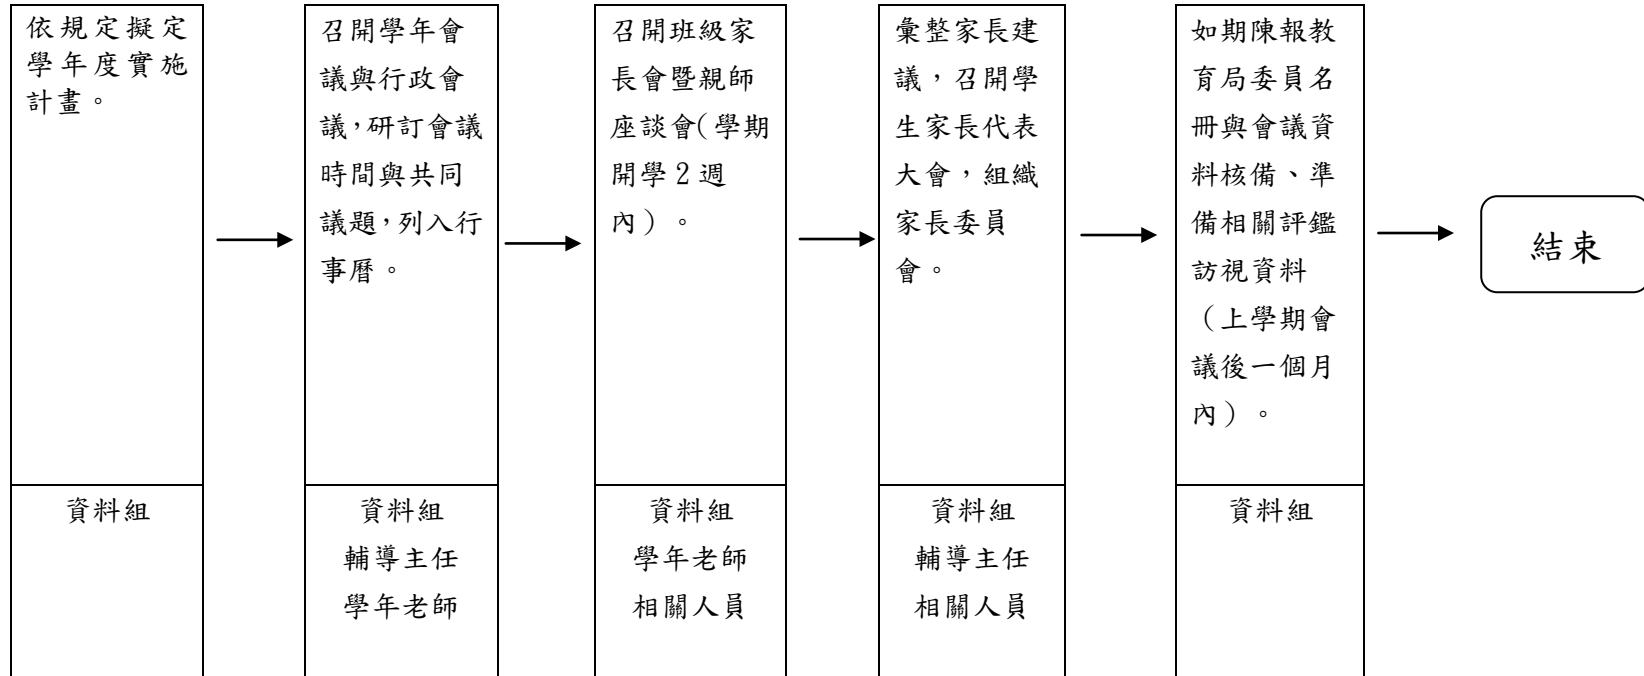 依規定擬定
學年度實施
計畫。
資料組
召開學年會
議與行政會
議，研訂會議
時間與共同
議題，列入行
事曆。
資料組
輔導主任
學年老師
召開班級家
長會暨親師
座談會（學期
開學 2 週
內）。
資料組
學年老師
相關人員
彙整家長建
議，召開學
生家長代表
大會，組織
家長委員
會。
資料組
輔導主任
相關人員
如期陳報教
育局委員名
冊與會議資
料核備、準
備相關評鑑
訪視資料
（上學期會
議後一個月
內）。
資料組
結束